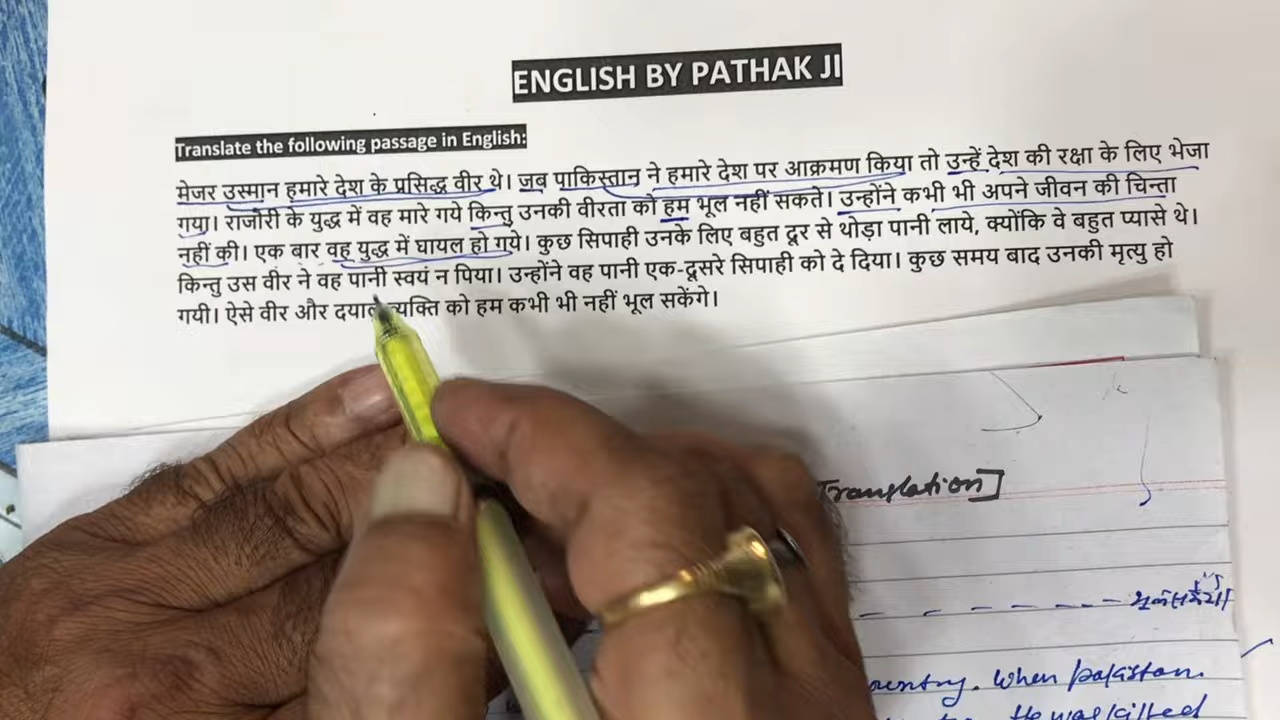 ENGLISH BY PATHAK JI
Translate the following passage in English:
मेजर उस्मान हमारे देश के प्रसिद्ध वीर थे। जब पाकिस्तान ने हमारे देश पर आक्रमण किया तो उन्हें देश की रक्षा के लिए भेजा
गया। राजौरी के युद्ध में वह मारे गये किन्तु उनकी वीरता को हम भूल नहीं सकते। उन्होंने कभी भी अपने जीवन की चिन्ता
नहीं की। एक बार वह युद्ध में घायल हो गये। कुछ सिपाही उनके लिए बहुत दूर से थोड़ा पानी लाये, क्योंकि वे बहुत प्यासे थे।
किन्तु उस वीर ने वह पानी स्वयं न पिया। उन्होंने वह पानी एक-दूसरे सिपाही को दे दिया। कुछ समय बाद उनकी मृत्यु हो
गयी। ऐसे वीर और को हम कभी भी नहीं भूल सकेंगे।
Translation]
When pakistan
He was killed